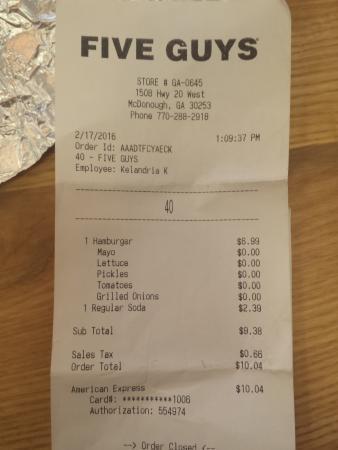 FIVE GUYS
STORE # GA-0645
1508 Hwy 20 West
McDonough, GA 30253
Phone 770-288-2918
2/17/2016 1:09:37 PM
Order Id: AAADTFCYAECK
40 - FIVE GUYS
Employee: Kelandria K
40
1 Hamburgar $6.99
Mayo $0.00
Lettuce $0.00
Pickles $0.00
Tomatoes $0.00
Grilled Onions $0.00
1 Regular Soda $2.39
Sub Total $9.38
Sales Tax $0.66
Order Total $10.04
American Express $10.04
Card#: ***********1006
Authorization: 554974
--> Order Closed <--